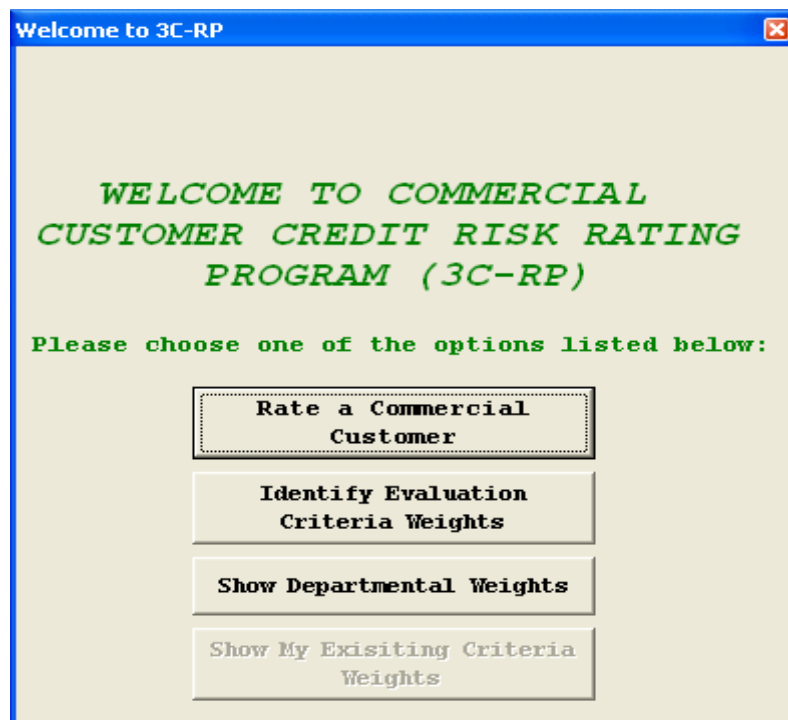 Welcome to 3C-RP
WELCOME TO COMMERCIAL
CUSTOMER CREDIT RISK RATING
PROGRAM (3C-RP)
Please choose one of the options listed below:
Rate a Commercial
Customer
Identify Evaluation
Criteria Weights
Show Departmental Weights
Show My Exisiting Criteria
Weights